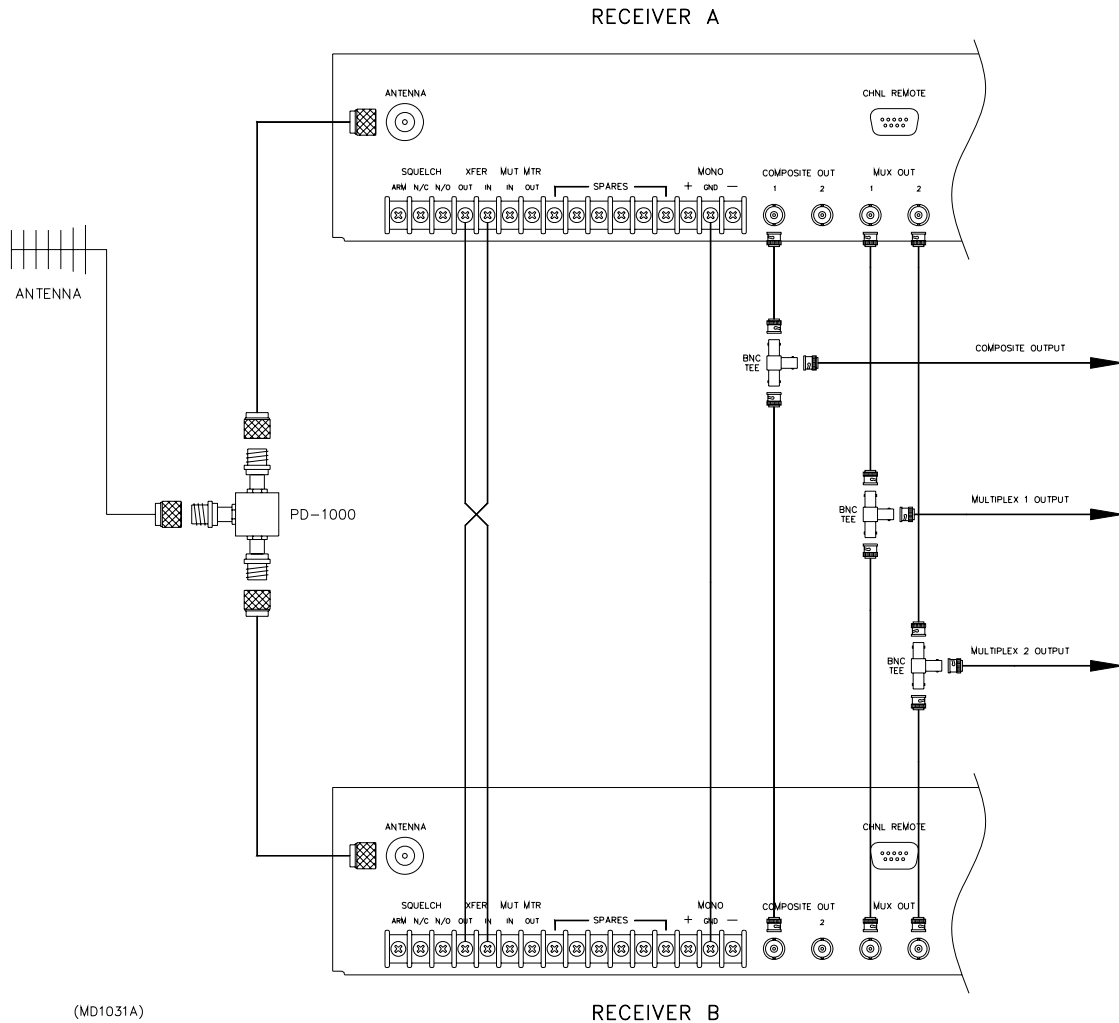 RECEIVER A
ANTENNA
CHNL REMOTE
SQUELCH XFER MUT MTR MONO COMPOSITE OUT MUX OUT
ARM N/C N/O OUT IN IN OUT SPARES + GND — 1 2 1 2
ANTENNA
BNC TEE
COMPOSITE OUTPUT
PD-1000
BNC TEE
MULTIPLEX 1 OUTPUT
BNC TEE
MULTIPLEX 2 OUTPUT
ANTENNA
CHNL REMOTE
SQUELCH XFER MUT MTR MONO COMPOSITE OUT MUX OUT
ARM N/C N/O OUT IN IN OUT SPARES + GND — 2
(MD1031A)
RECEIVER B